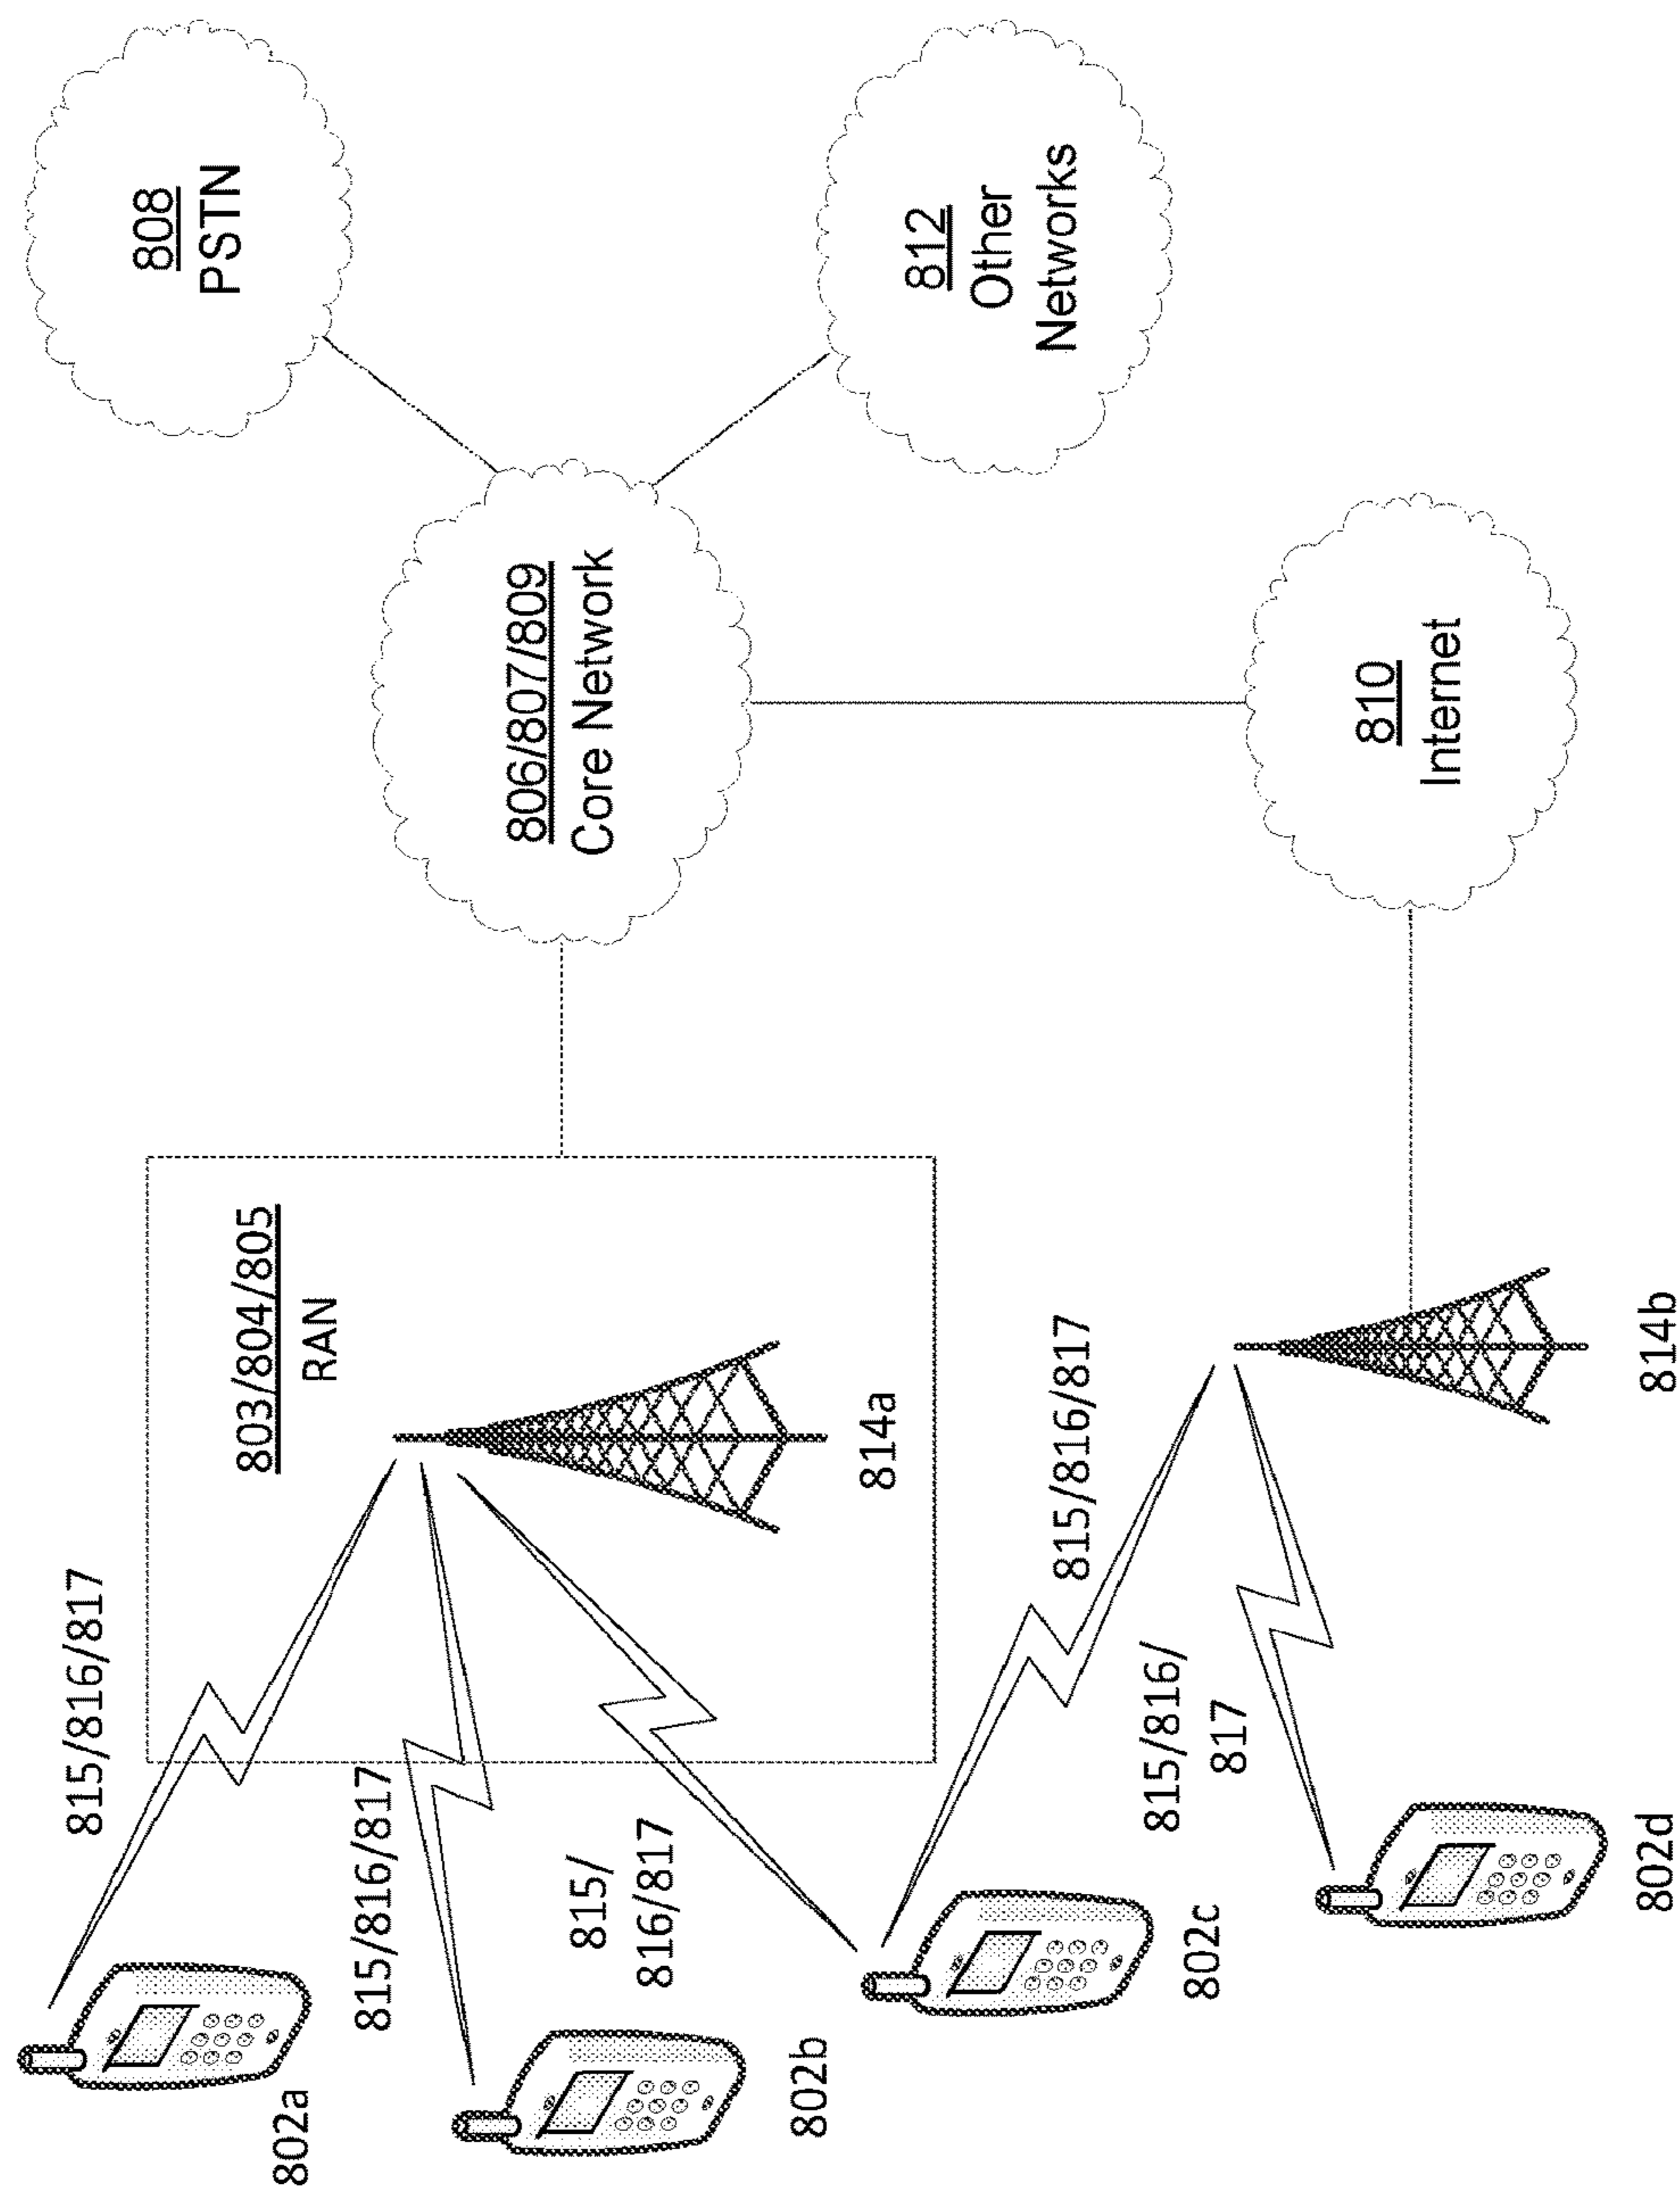 815/816/817
803/804/805
RAN
808
PSTN
802a
815/816/817
806/807/809
Core Network
802b
815/
816/817
814a
812
Other
Networks
815/816/817
802c
815/816/
817
810
Internet
802d
814b